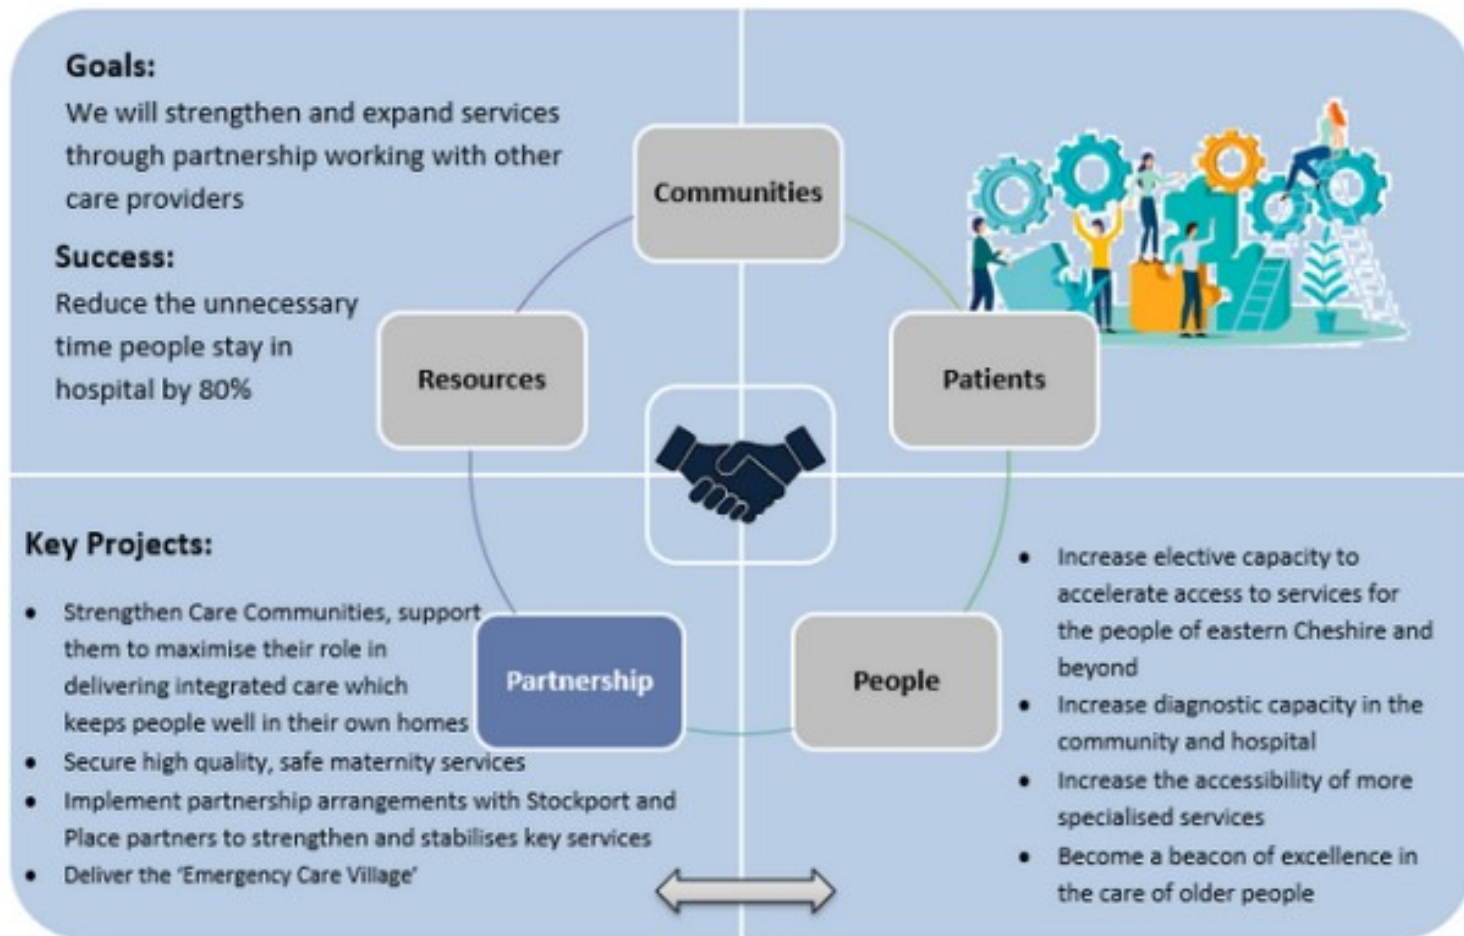 Goals:
We will strengthen and expand services
through partnership working with other
care providers
Success:
Reduce the unnecessary
time people stay in
hospital by 80%
Communities
Resources
Patients
Partnership
People
Key Projects:
• Strengthen Care Communities, support
them to maximise their role in
delivering integrated care which
keeps people well in their own homes
• Secure high quality, safe maternity services
• Implement partnership arrangements with Stockport and
Place partners to strengthen and stabilises key services
• Deliver the ‘Emergency Care Village’
• Increase elective capacity to
accelerate access to services for
the people of eastern Cheshire and
beyond
• Increase diagnostic capacity in the
community and hospital
• Increase the accessibility of more
specialised services
• Become a beacon of excellence in
the care of older people